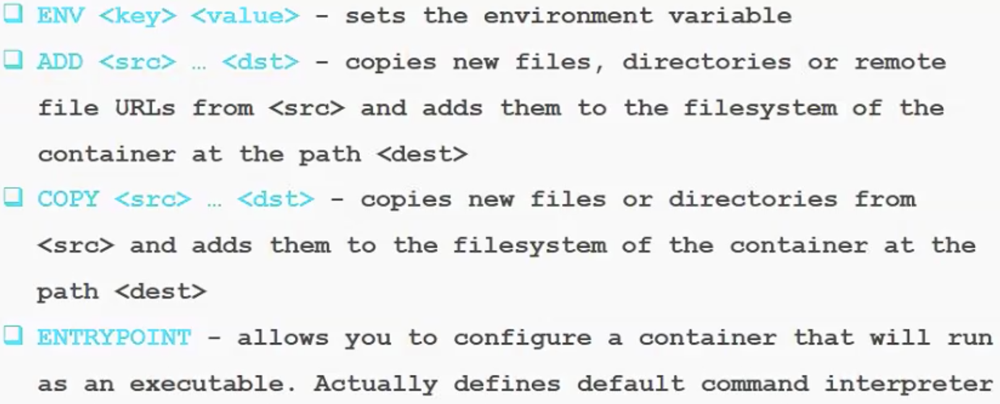 ❑ ENV <key> <value> – sets the environment variable
❑ ADD <src> … <dst> – copies new files, directories or remote
file URLs from <src> and adds them to the filesystem of the
container at the path <dest>
❑ COPY <src> … <dst> – copies new files or directories from
<src> and adds them to the filesystem of the container at the
path <dest>
❑ ENTRYPOINT – allows you to configure a container that will run
as an executable. Actually defines default command interpreter